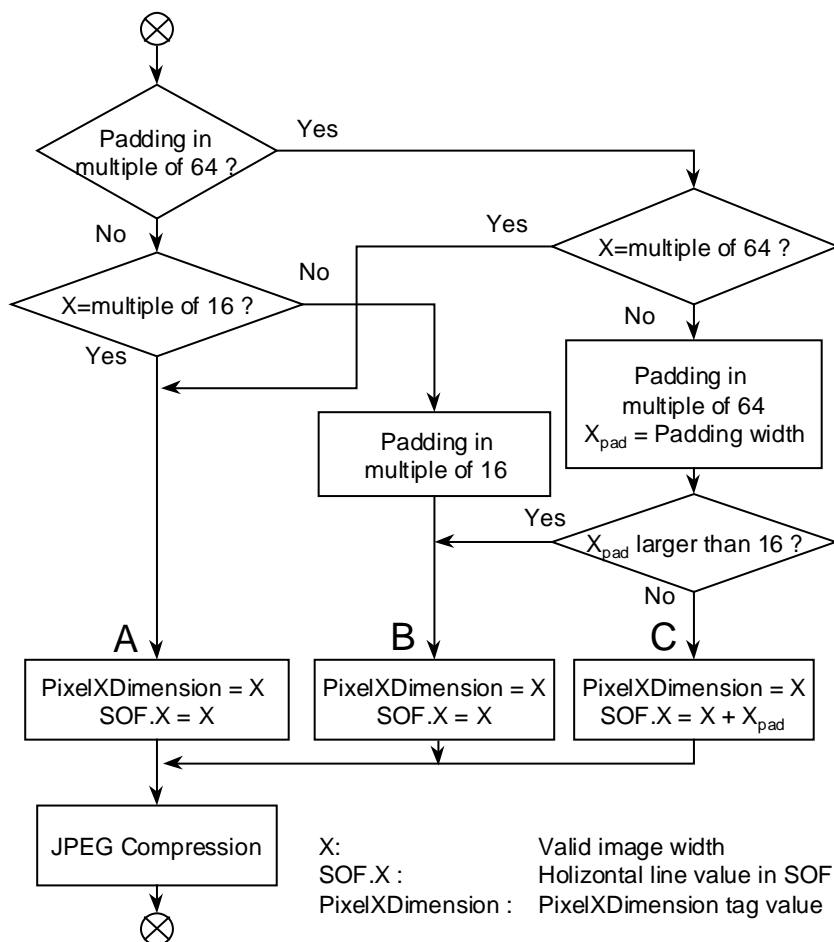 Padding in
multiple of 64 ?
Yes
No
X=multiple of 64 ?
Yes
No
X=multiple of 16 ?
No
Yes
Padding in
multiple of 64
Xpad = Padding width
Padding in
multiple of 16
Xpad larger than 16 ?
Yes
No
A
B
C
PixelXDimension = X
SOF.X = X
PixelXDimension = X
SOF.X = X
PixelXDimension = X
SOF.X = X + Xpad
JPEG Compression
X: Valid image width
SOF.X : Holizontal line value in SOF
PixelXDimension : PixelXDimension tag value